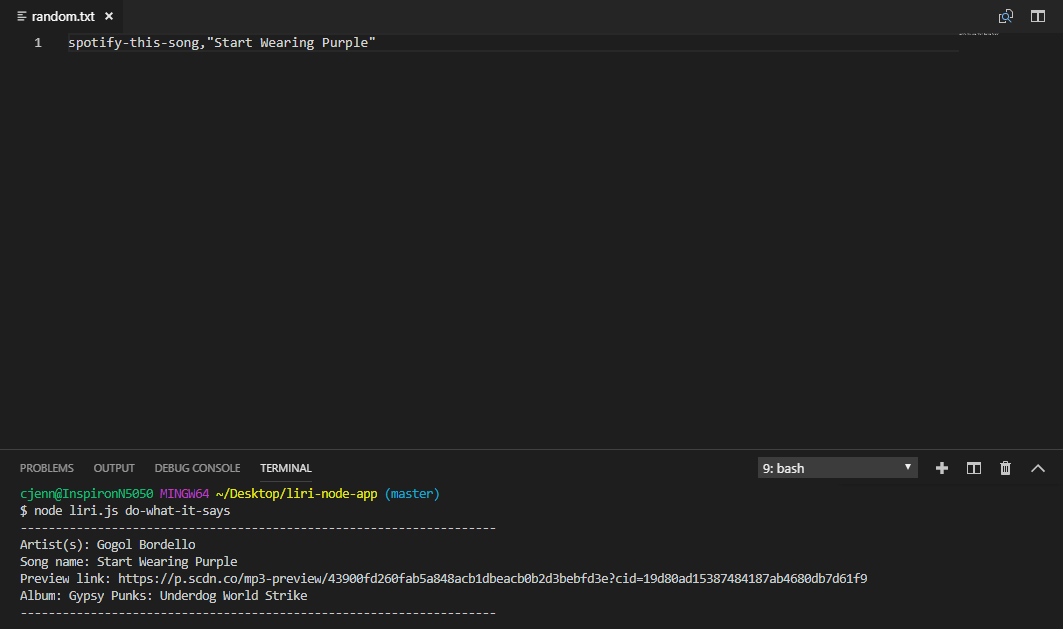 random.txt
1 spotify-this-song,"Start Wearing Purple"
PROBLEMS OUTPUT DEBUG CONSOLE TERMINAL 9: bash
cjenn@InspironN5050 MINGW64 ~/Desktop/liri-node-app (master)
$ node liri.js do-what-it-says
--------------------------------------------------------------------
Artist(s): Gogol Bordello
Song name: Start Wearing Purple
Preview link: https://p.scdn.co/mp3-preview/43900fd260fab5a848acb1dbeacb0b2d3bebfd3e?cid=19d80ad15387484187ab4680db7d61f9
Album: Gypsy Punks: Underdog World Strike
--------------------------------------------------------------------